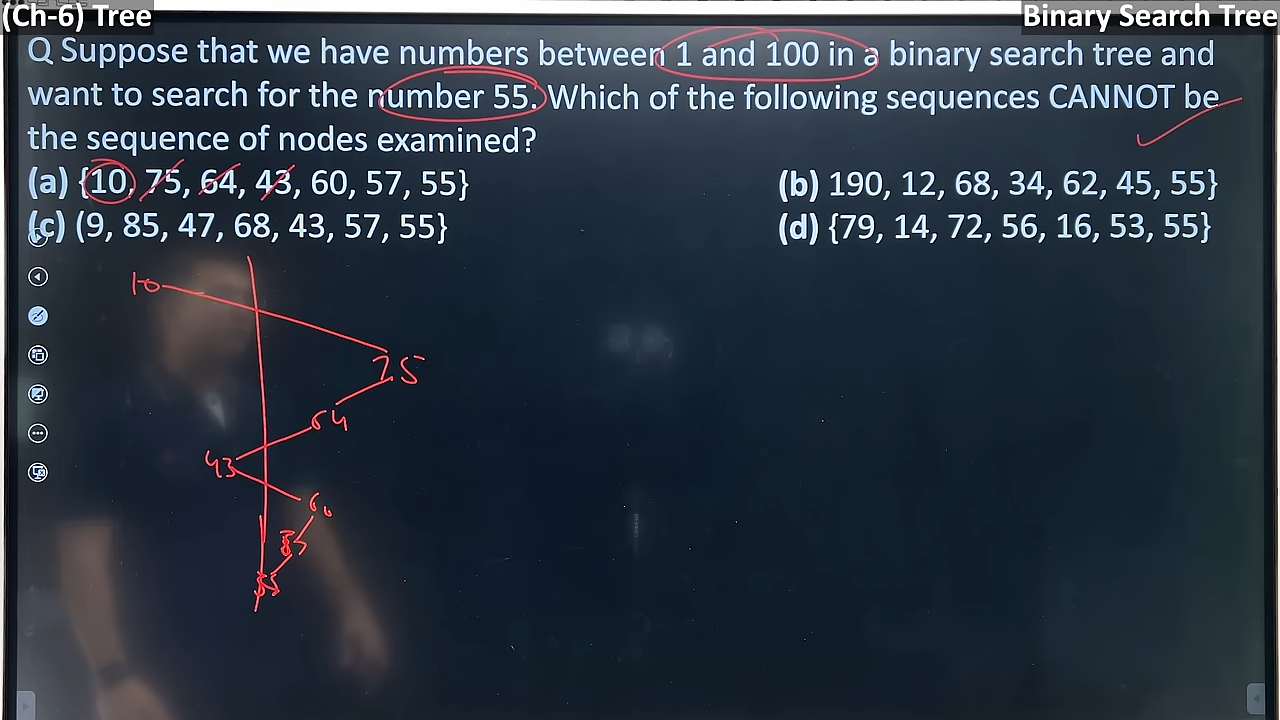 (Ch-6) Tree
Binary Search Tree
Q Suppose that we have numbers between 1 and 100 in a binary search tree and
want to search for the number 55. Which of the following sequences CANNOT be
the sequence of nodes examined?
(a) {10, 75, 64, 43, 60, 57, 55}
(b) 190, 12, 68, 34, 62, 45, 55}
(c) (9, 85, 47, 68, 43, 57, 55}
(d) {79, 14, 72, 56, 16, 53, 55}
10
75
64
43
60
55